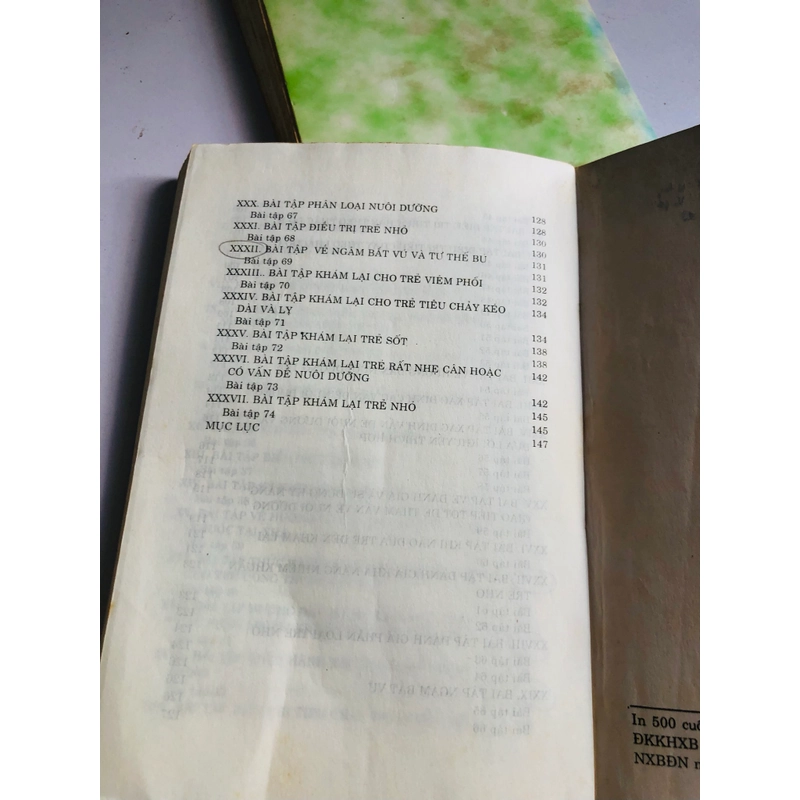 XXX. BÀI TẬP PHÂN LOẠI NUÔI DƯỠNG 128
Bài tập 67 128
XXXI. BÀI TẬP ĐIỀU TRỊ TRẺ NHỎ 130
Bài tập 68 130
XXXII. BÀI TẬP VỀ NGẬM BẮT VÚ VÀ TƯ THẾ BÚ 131
Bài tập 69 131
XXXIII.. BÀI TẬP KHÁM LẠI CHO TRẺ VIÊM PHỔI 132
Bài tập 70 132
XXXIV. BÀI TẬP KHÁM LẠI CHO TRẺ TIÊU CHẢY KÉO 134
DÀI VÀ LỴ
Bài tập 71 134
XXXV. BÀI TẬP KHÁM LẠI TRẺ SỐT 138
Bài tập 72 138
XXXVI. BÀI TẬP KHÁM LẠI TRẺ RẤT NHẸ CÂN HOẶC 142
CÓ VẤN ĐỀ NUÔI DƯỠNG
Bài tập 73 142
XXXVII. BÀI TẬP KHÁM LẠI TRẺ NHỎ 145
Bài tập 74 145
MỤC LỤC 147
In 500 cuố
ĐKKHXB
NXBĐN